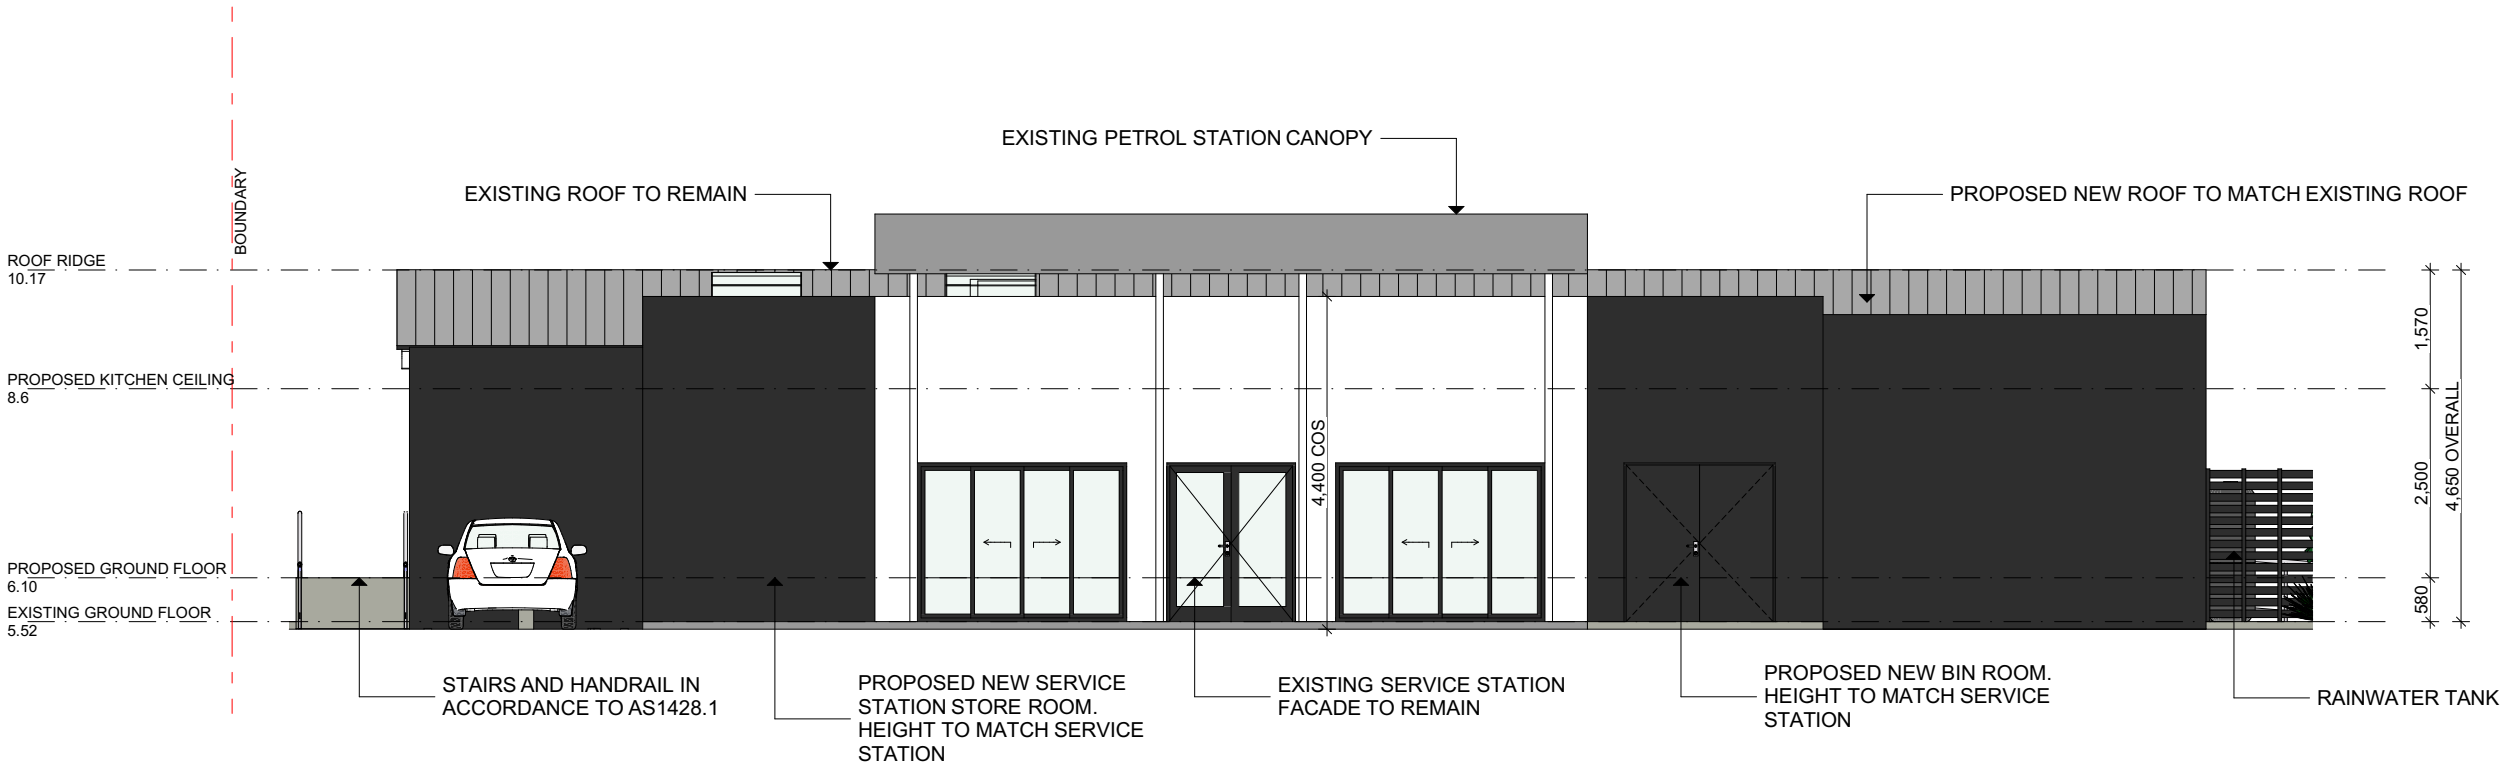 EXISTING PETROL STATION CANOPY
BOUNDARY
EXISTING ROOF TO REMAIN
PROPOSED NEW ROOF TO MATCH EXISTING ROOF
ROOF RIDGE
10.17
PROPOSED KITCHEN CEILING
8.6
PROPOSED GROUND FLOOR
6.10
EXISTING GROUND FLOOR
5.52
4,400 COS
1,570
2,500
580
4,650 OVERALL
STAIRS AND HANDRAIL IN
ACCORDANCE TO AS1428.1
PROPOSED NEW SERVICE
STATION STORE ROOM.
HEIGHT TO MATCH SERVICE
STATION
EXISTING SERVICE STATION
FACADE TO REMAIN
PROPOSED NEW BIN ROOM.
HEIGHT TO MATCH SERVICE
STATION
RAINWATER TANK